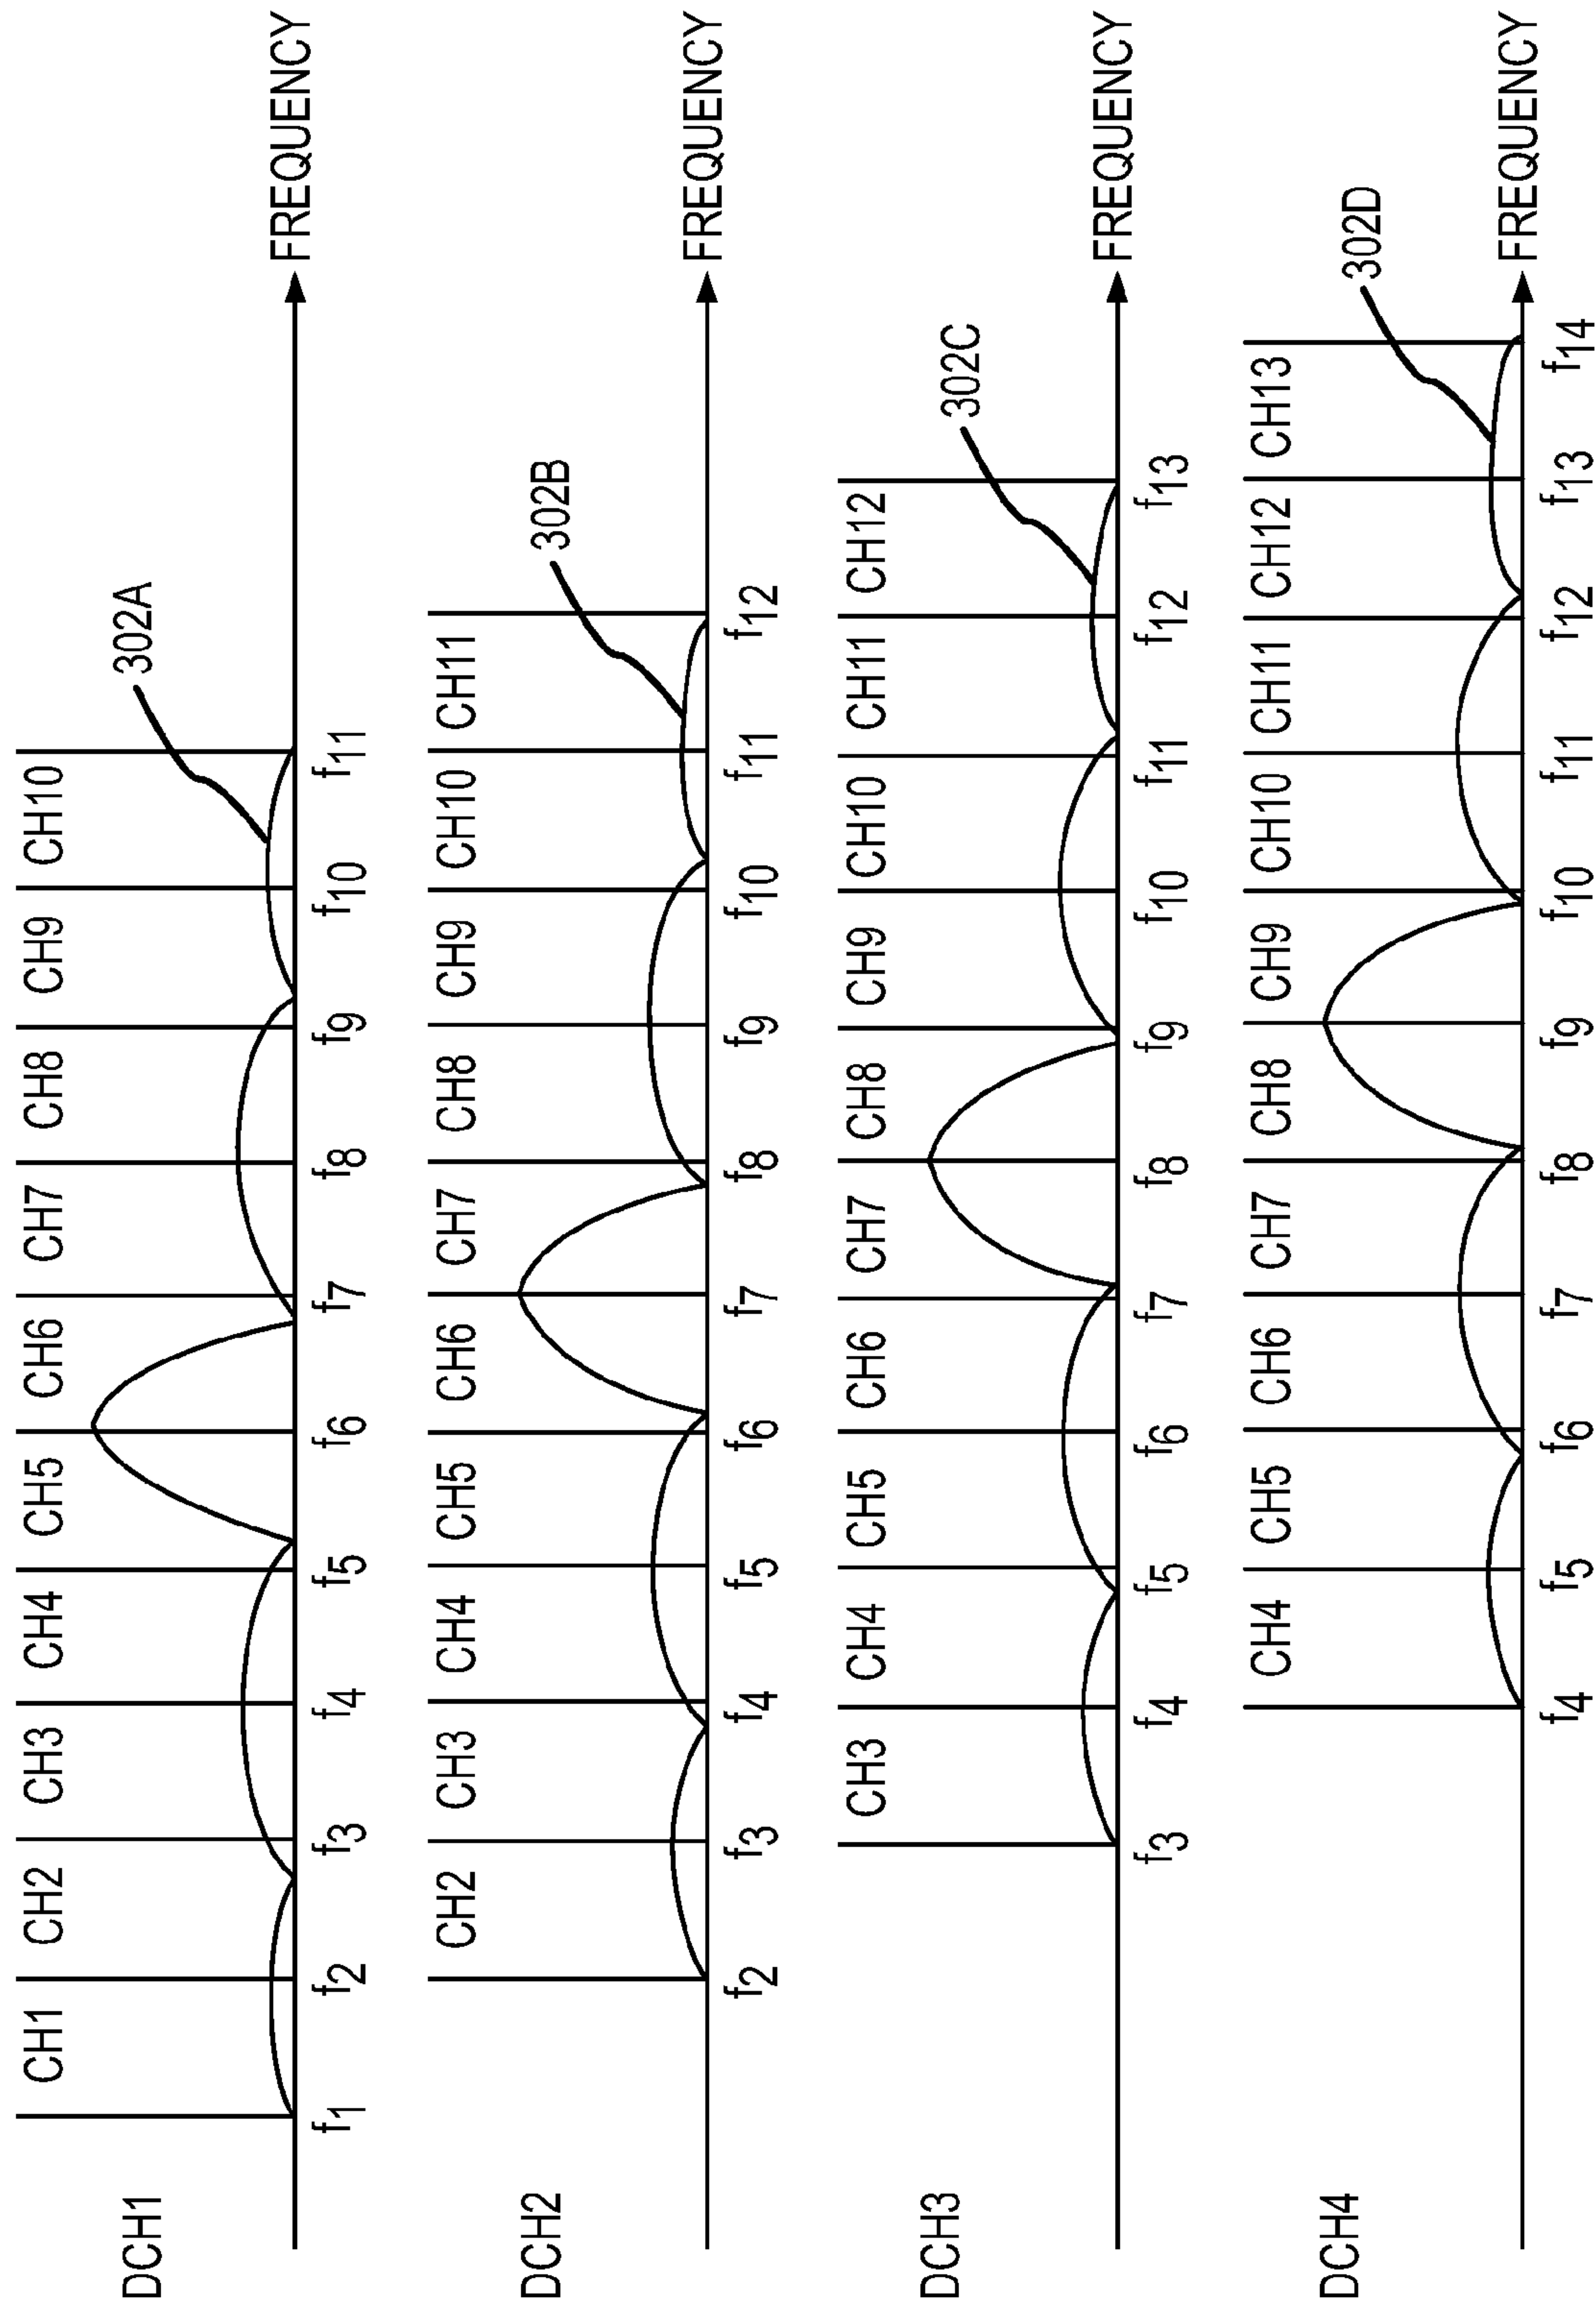 CH1 CH2 CH3 CH4 CH5 CH6 CH7 CH8 CH9 CH10
302A
DCH1
FREQUENCY
f1 f2 f3 f4 f5 f6 f7 f8 f9 f10 f11
CH2 CH3 CH4 CH5 CH6 CH7 CH8 CH9 CH10 CH11
302B
DCH2
FREQUENCY
f2 f3 f4 f5 f6 f7 f8 f9 f10 f11 f12
CH3 CH4 CH5 CH6 CH7 CH8 CH9 CH10 CH11 CH12
302C
DCH3
FREQUENCY
f3 f4 f5 f6 f7 f8 f9 f10 f11 f12 f13
CH4 CH5 CH6 CH7 CH8 CH9 CH10 CH11 CH12 CH13
302D
DCH4
FREQUENCY
f4 f5 f6 f7 f8 f9 f10 f11 f12 f13 f14